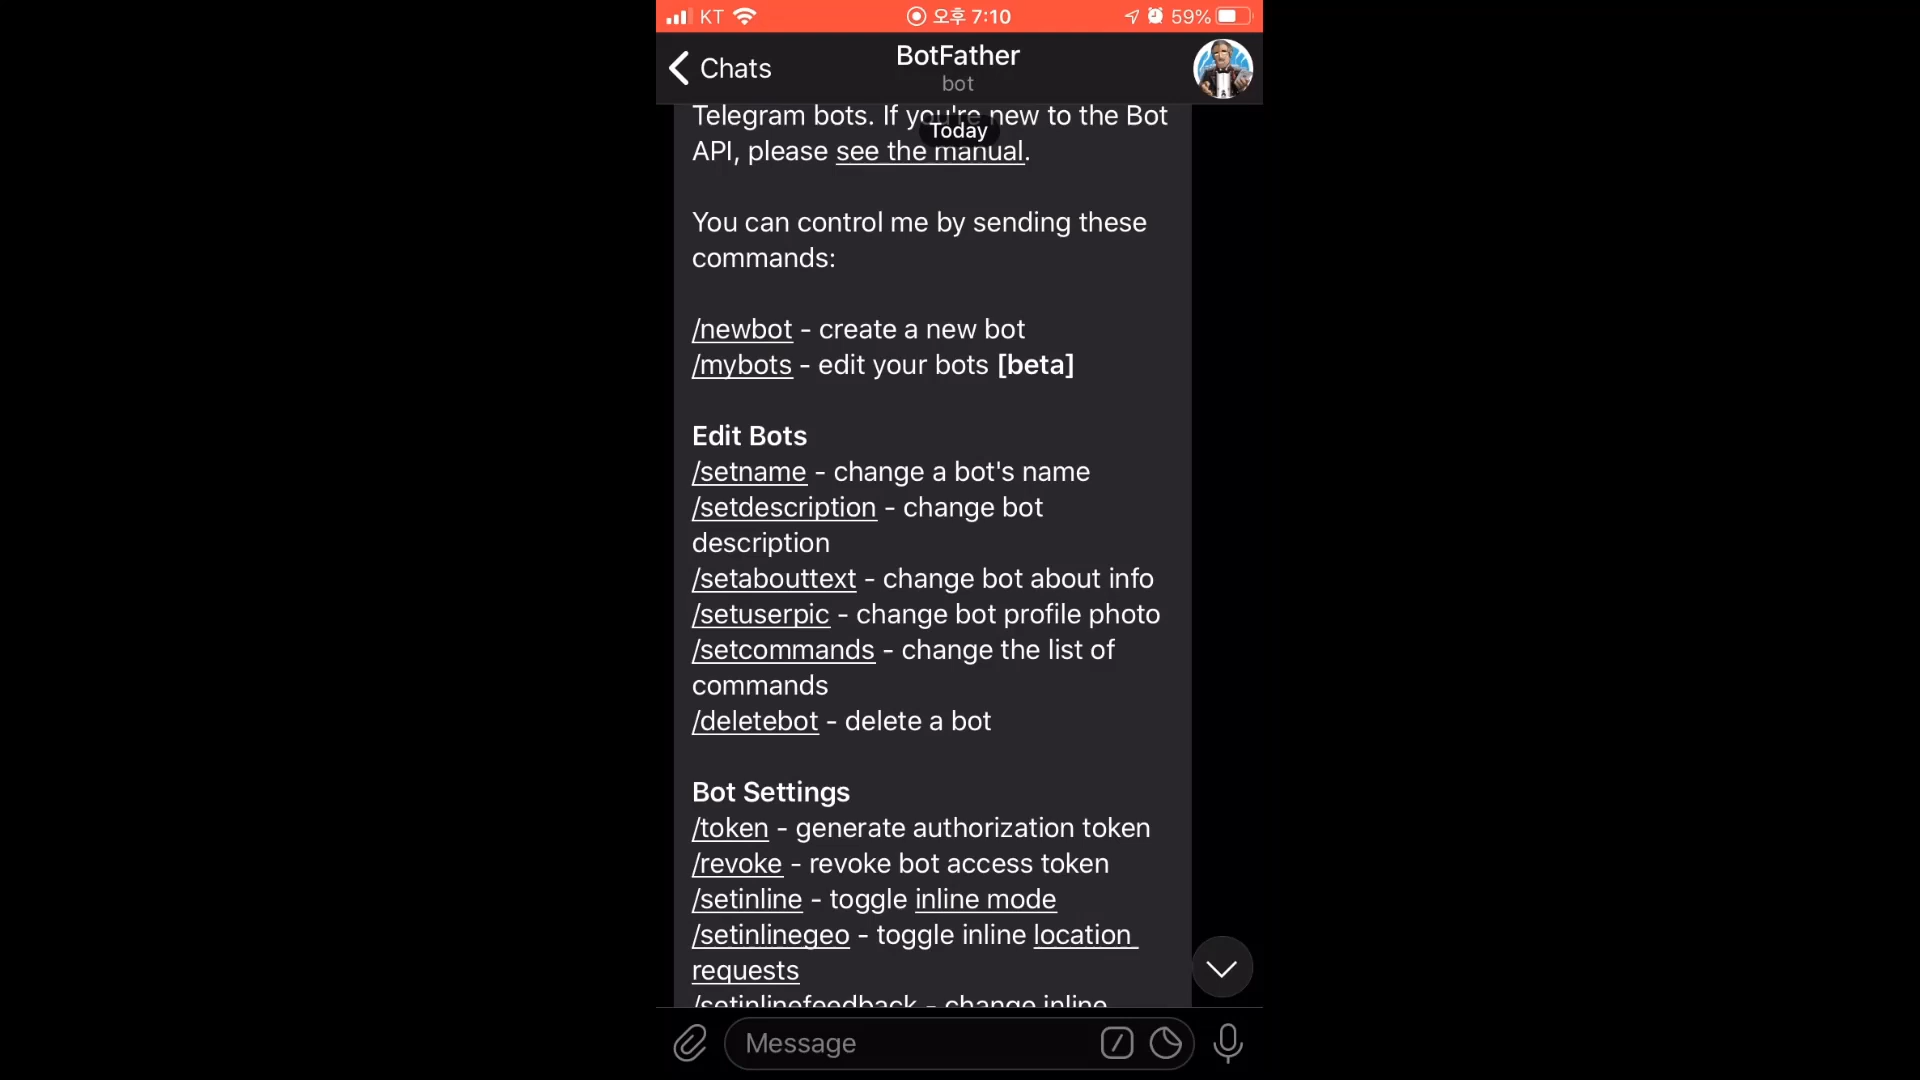 KT 오후 7:10 59%
Chats BotFather
bot
Telegram bots. If you're new to the Bot
Today
API, please see the manual.
You can control me by sending these
commands:
/newbot - create a new bot
/mybots - edit your bots [beta]
Edit Bots
/setname - change a bot's name
/setdescription - change bot
description
/setabouttext - change bot about info
/setuserpic - change bot profile photo
/setcommands - change the list of
commands
/deletebot - delete a bot
Bot Settings
/token - generate authorization token
/revoke - revoke bot access token
/setinline - toggle inline mode
/setinlinegeo - toggle inline location
requests
/setinlinefeedback - change inline
Message